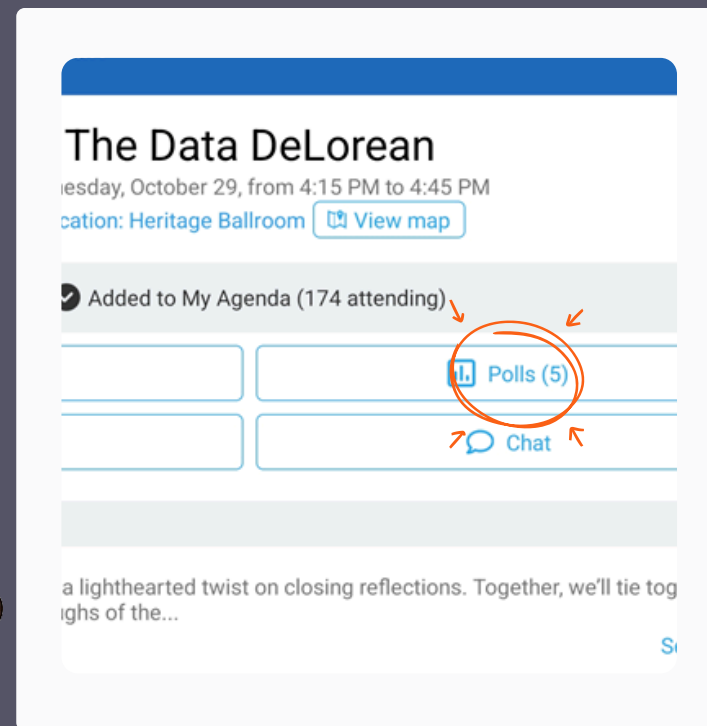 The Data DeLorean
esday, October 29, from 4:15 PM to 4:45 PM
cation: Heritage Ballroom View map
Added to My Agenda (174 attending)
Polls (5)
Chat
a lighthearted twist on closing reflections. Together, we'll tie tog
ghs of the...